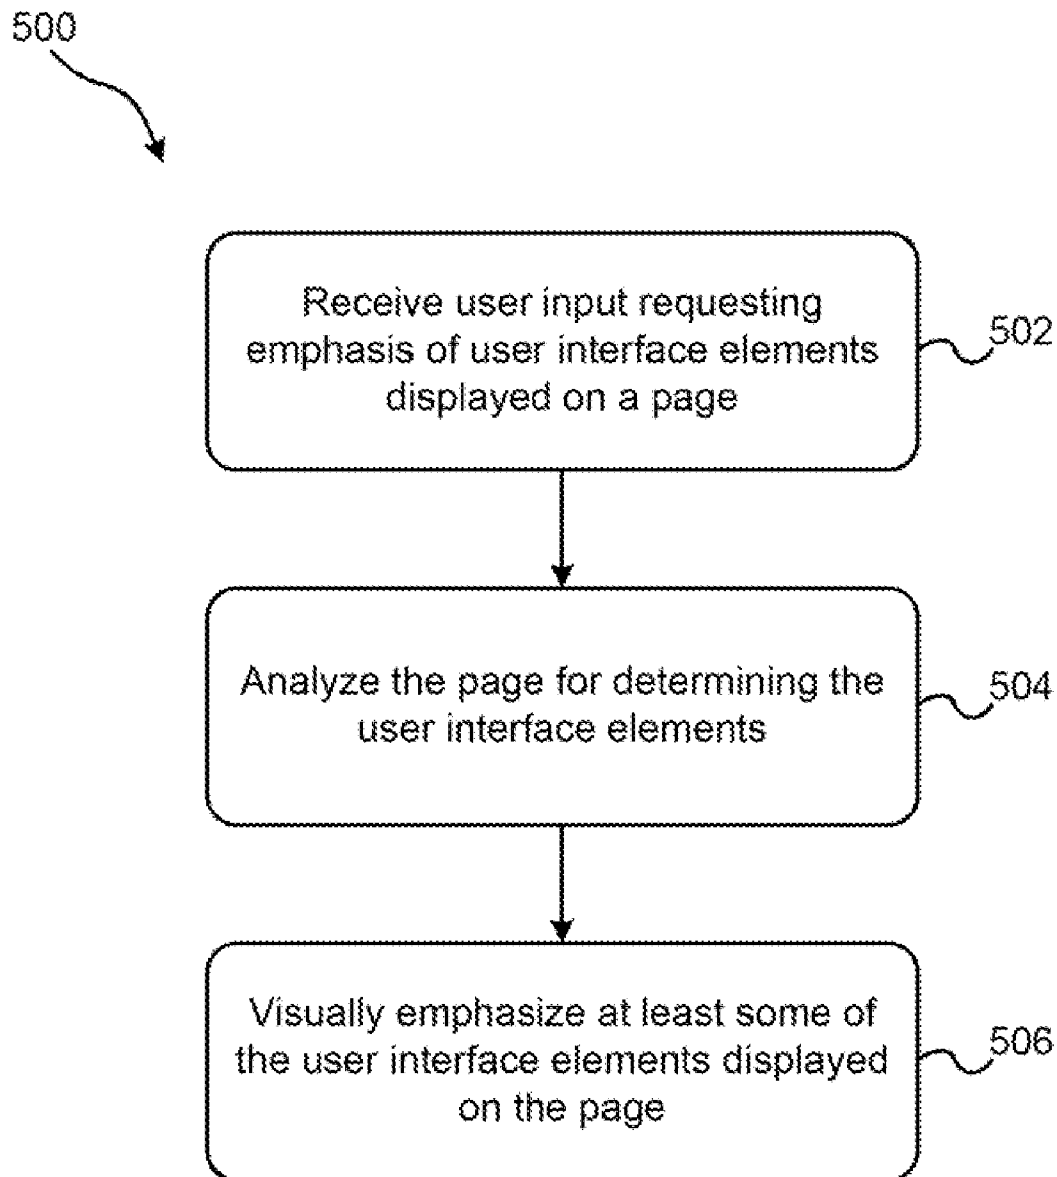 500
Receive user input requesting
emphasis of user interface elements
displayed on a page
502
Analyze the page for determining the
user interface elements
504
Visually emphasize at least some of
the user interface elements displayed
on the page
506